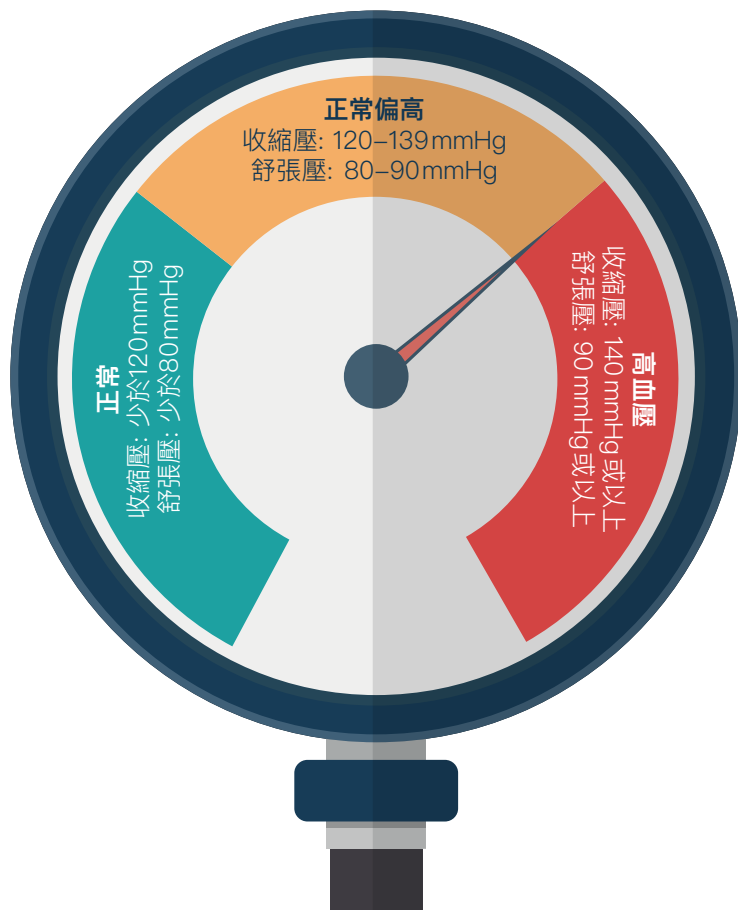 正常偏高
收縮壓: 120–139mmHg
舒張壓: 80–90mmHg
正常
收縮壓: 少於120mmHg
舒張壓: 少於80mmHg
高血壓
收縮壓: 140 mmHg 或以上
舒張壓: 90 mmHg 或以上